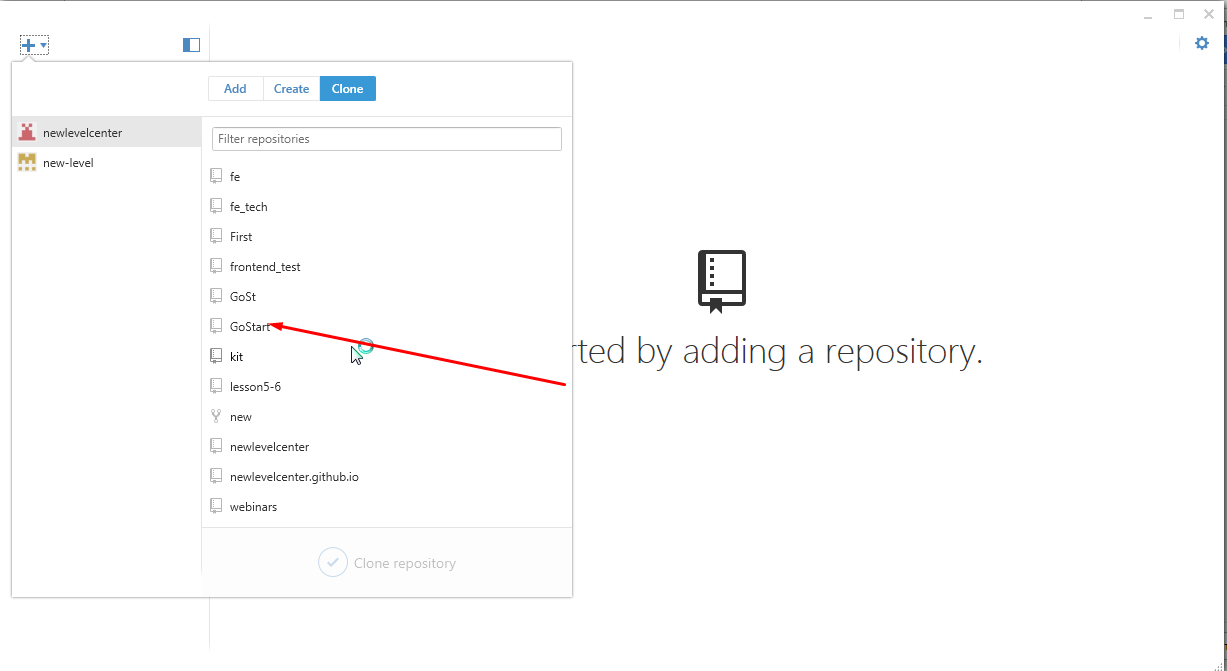 Add Create Clone
newlevelcenter
new-level
Filter repositories
fe
fe_tech
First
frontend_test
GoSt
GoStart
kit
lesson5-6
new
newlevelcenter
newlevelcenter.github.io
webinars
Clone repository
rted by adding a repository.